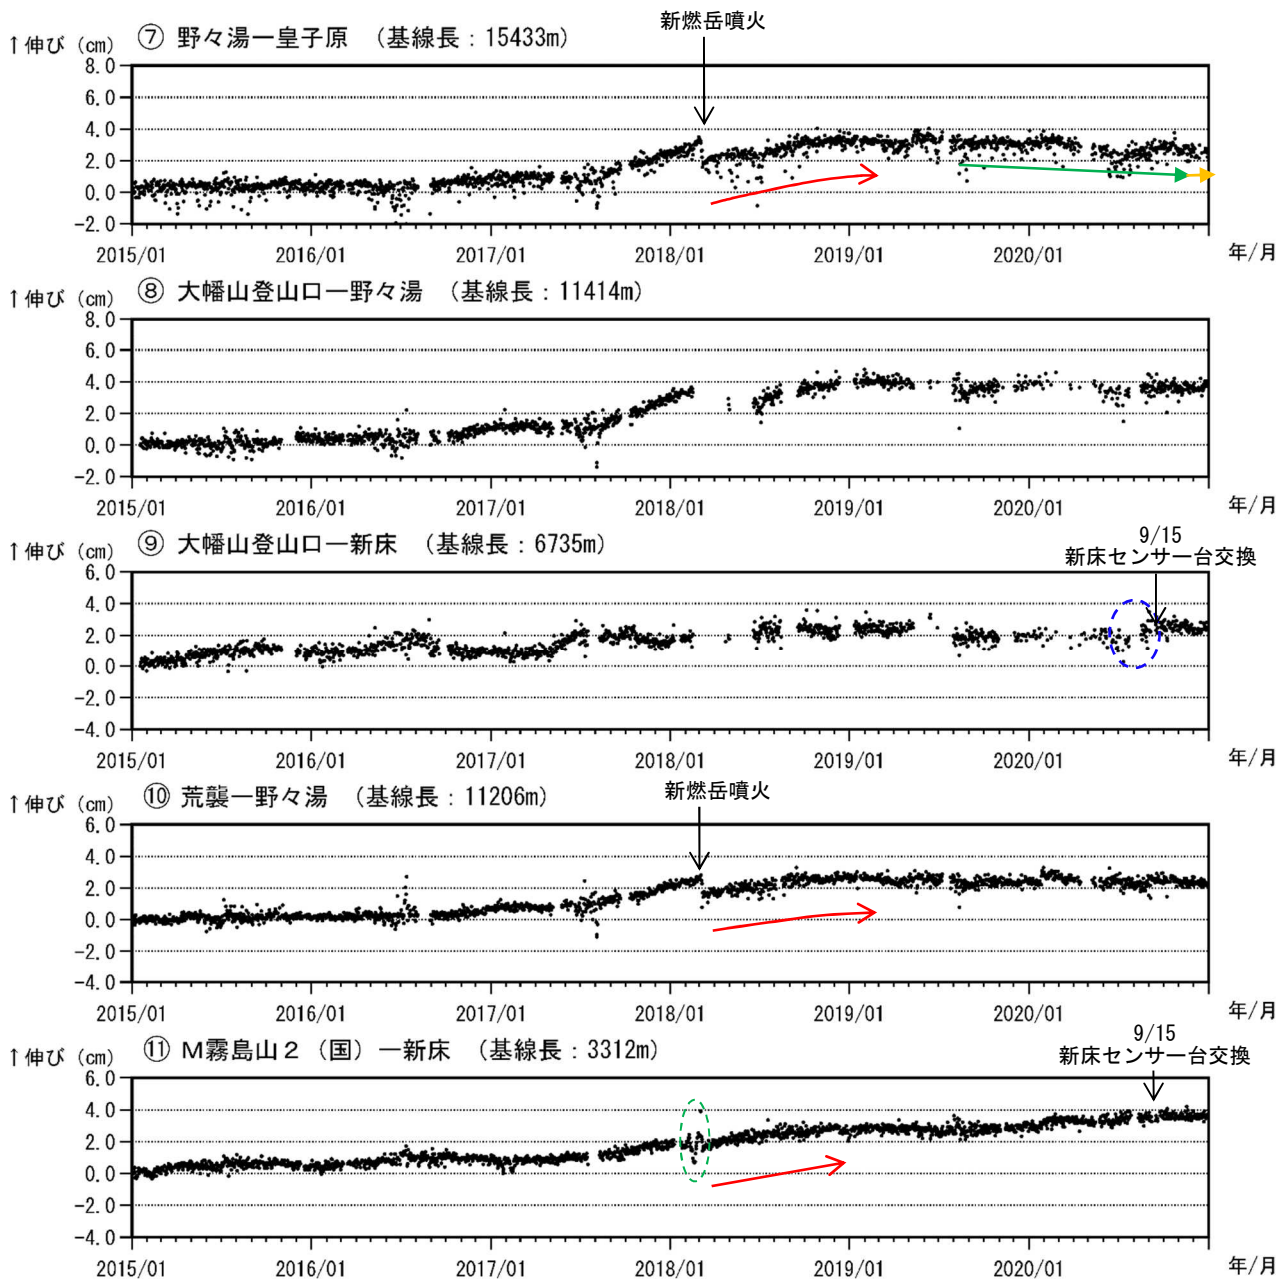 新燃岳噴火
↑伸び (cm) ⑦ 野々湯ー皇子原 (基線長：15433m)
8.0
6.0
4.0
2.0
0.0
-2.0
2015/01 2016/01 2017/01 2018/01 2019/01 2020/01 年/月
↑伸び (cm) ⑧ 大幡山登山口ー野々湯 (基線長：11414m)
8.0
6.0
4.0
2.0
0.0
-2.0
2015/01 2016/01 2017/01 2018/01 2019/01 2020/01 年/月
↑伸び (cm) ⑨ 大幡山登山口ー新床 (基線長：6735m)
9/15
新床センサー台交換
6.0
4.0
2.0
0.0
-2.0
-4.0
2015/01 2016/01 2017/01 2018/01 2019/01 2020/01 年/月
↑伸び (cm) ⑩ 荒襲ー野々湯 (基線長：11206m)
新燃岳噴火
6.0
4.0
2.0
0.0
-2.0
-4.0
2015/01 2016/01 2017/01 2018/01 2019/01 2020/01 年/月
↑伸び (cm) ⑪ M霧島山2 (国) ー新床 (基線長：3312m)
9/15
新床センサー台交換
6.0
4.0
2.0
0.0
-2.0
-4.0
2015/01 2016/01 2017/01 2018/01 2019/01 2020/01 年/月